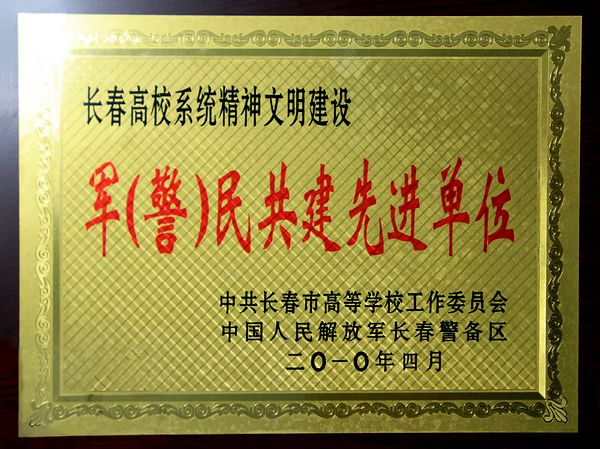 长春高校系统精神文明建设
军(警)民共建先进单位
中共长春市高等学校工作委员会
中国人民解放军长春警备区
二〇一〇年四月